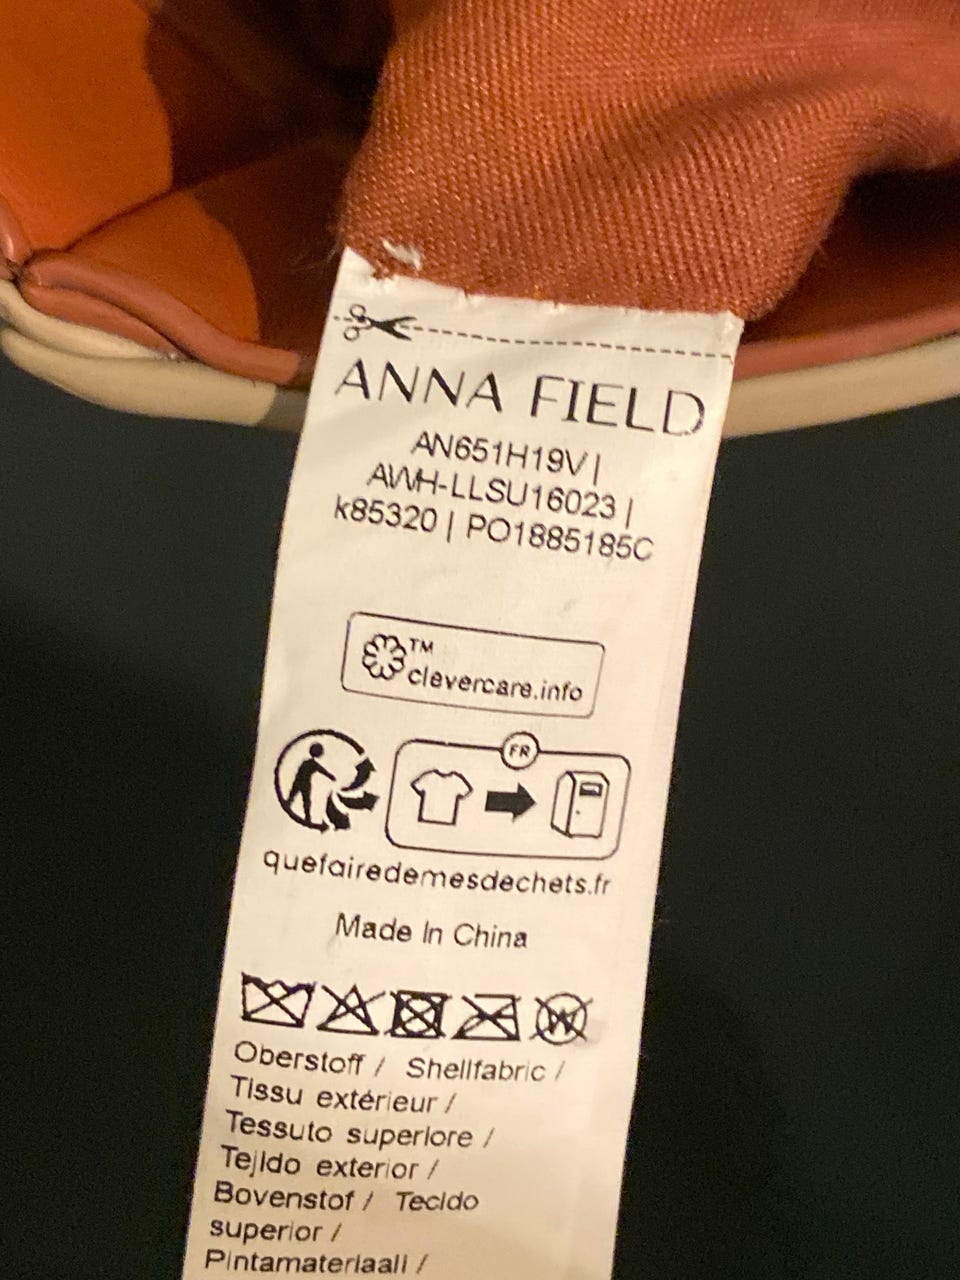 ANNA FIELD
AN651H19V |
AWH-LLSU16023 |
k85320 | PO1885185C
TM
clevercare.info
FR
quefairedemesdechets.fr
Made In China
W
Oberstoff / Shellfabric /
Tissu extérieur /
Tessuto superiore /
Tejido exterior /
Bovenstof / Tecido
superior /
Pintamateriaali /